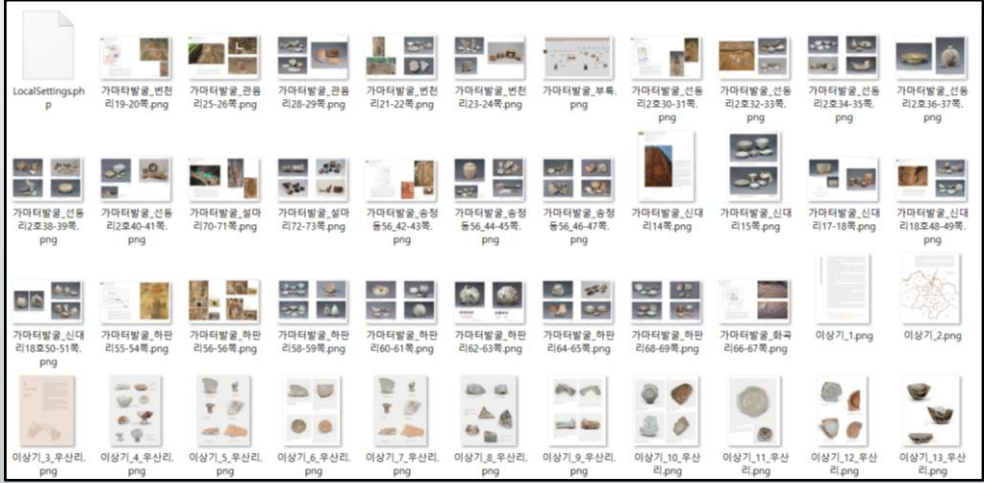 LocalSettings.ph
p
가마터발굴_번천
리19-20쪽.png
가마터발굴_관음
리25-26쪽.png
가마터발굴_관음
리28-29쪽.png
가마터발굴_번천
리21-22쪽.png
가마터발굴_번천
리23-24쪽.png
가마터발굴_부록.
png
가마터발굴_선동
리2호30-31쪽.
png
가마터발굴_선동
리2호32-33쪽.
png
가마터발굴_선동
리2호34-35쪽.
png
가마터발굴_선동
리2호36-37쪽.
png
가마터발굴_선동
리2호38-39쪽.
png
가마터발굴_선동
리2호40-41쪽.
png
가마터발굴_설마
리70-71쪽.png
가마터발굴_설마
리72-73쪽.png
가마터발굴_송정
동56_42-43쪽.
png
가마터발굴_송정
동56_44-45쪽.
png
가마터발굴_송정
동56_46-47쪽.
png
가마터발굴_신대
리14쪽.png
가마터발굴_신대
리15쪽.png
가마터발굴_신대
리17-18쪽.png
가마터발굴_신대
리18호48-49쪽.
png
가마터발굴_신대
리18호50-51쪽.
png
가마터발굴_하판
리55-54쪽.png
가마터발굴_하판
리56-56쪽.png
가마터발굴_하판
리58-59쪽.png
가마터발굴_하판
리60-61쪽.png
가마터발굴_하판
리62-63쪽.png
가마터발굴_하판
리64-65쪽.png
가마터발굴_하판
리68-69쪽.png
가마터발굴_화곡
리66-67쪽.png
이상기_1.png
이상기_2.png
이상기_3_우산리.
png
이상기_4_우산리.
png
이상기_5_우산리.
png
이상기_6_우산리.
png
이상기_7_우산리.
png
이상기_8_우산리.
png
이상기_9_우산리.
png
이상기_10_우산
리.png
이상기_11_우산
리.png
이상기_12_우산
리.png
이상기_13_우산
리.png